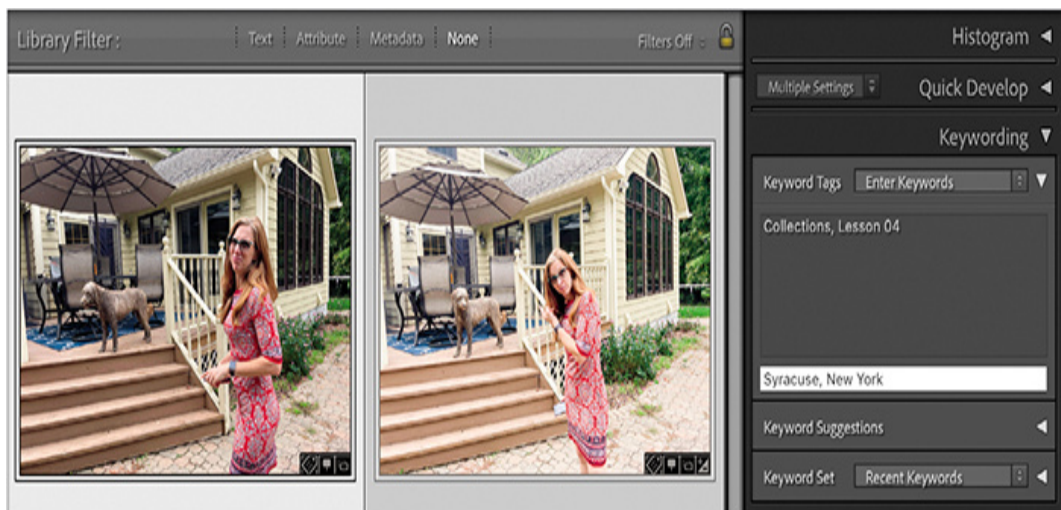 Library Filter :
Text Attribute Metadata None
Filters Off
Histogram
Multiple Settings
Quick Develop
Keywording
Keyword Tags
Enter Keywords
Collections, Lesson 04
Syracuse, New York
Keyword Suggestions
Keyword Set
Recent Keywords